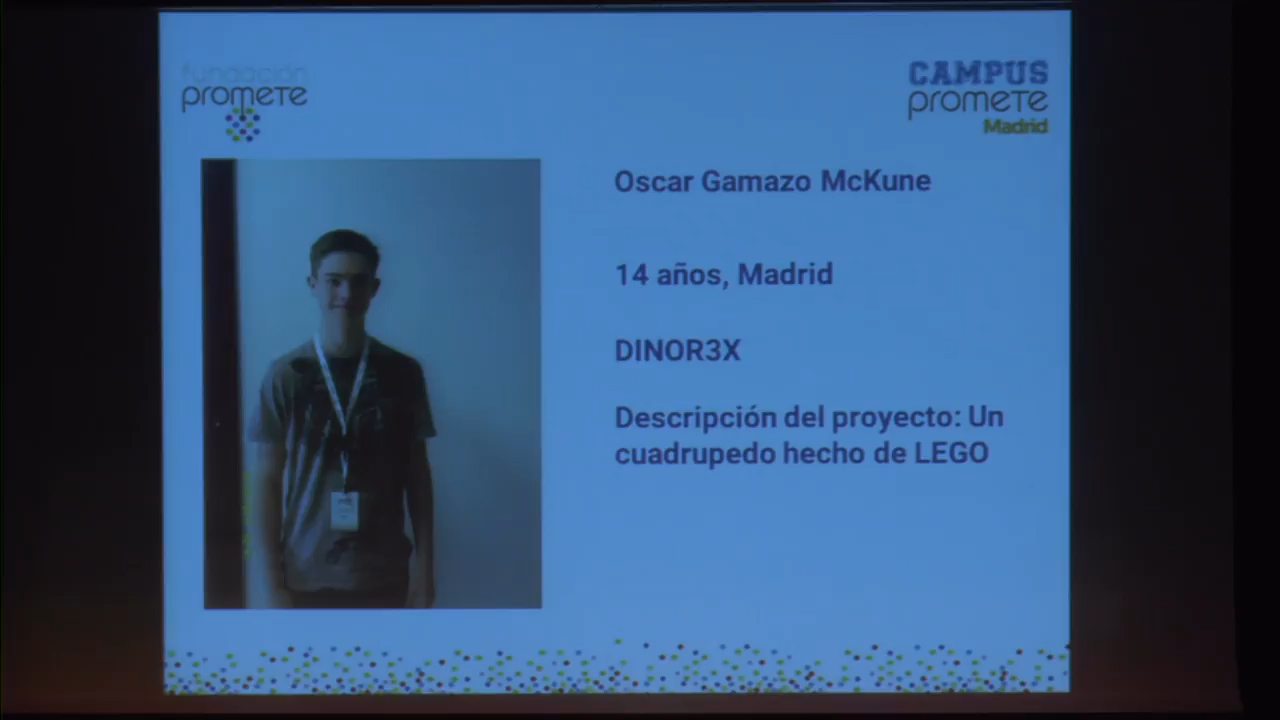 fundación
promete
CAMPUS
promete
Madrid
Oscar Gamazo McKune
14 años, Madrid
DINOR3X
Descripción del proyecto: Un
cuadrupedo hecho de LEGO